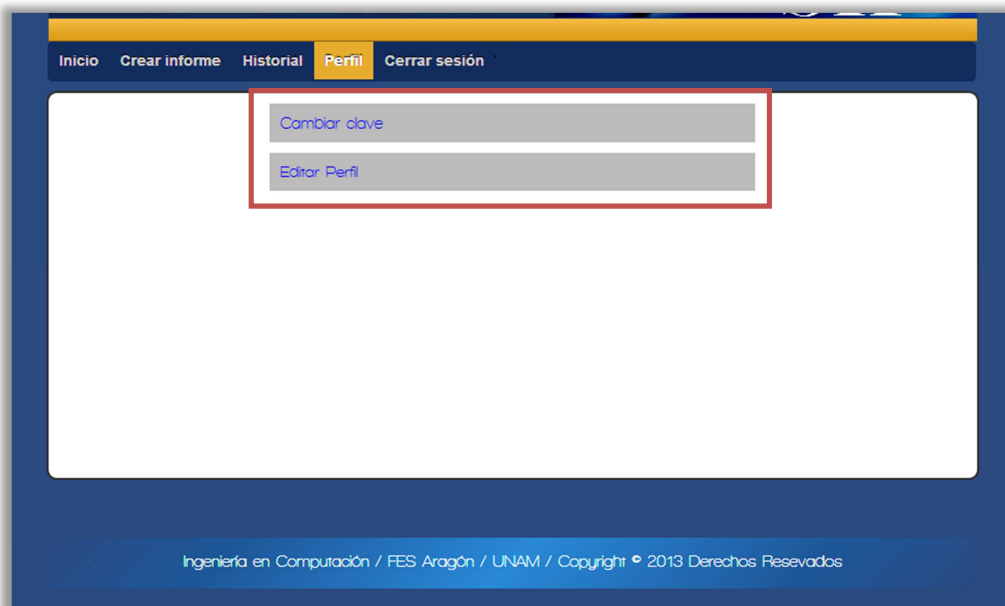 Inicio Crear informe Historial Perfil Cerrar sesión
Cambiar clave
Editar Perfil
Ingeniería en Computación / FES Aragón / UNAM / Copyright © 2013 Derechos Resevados